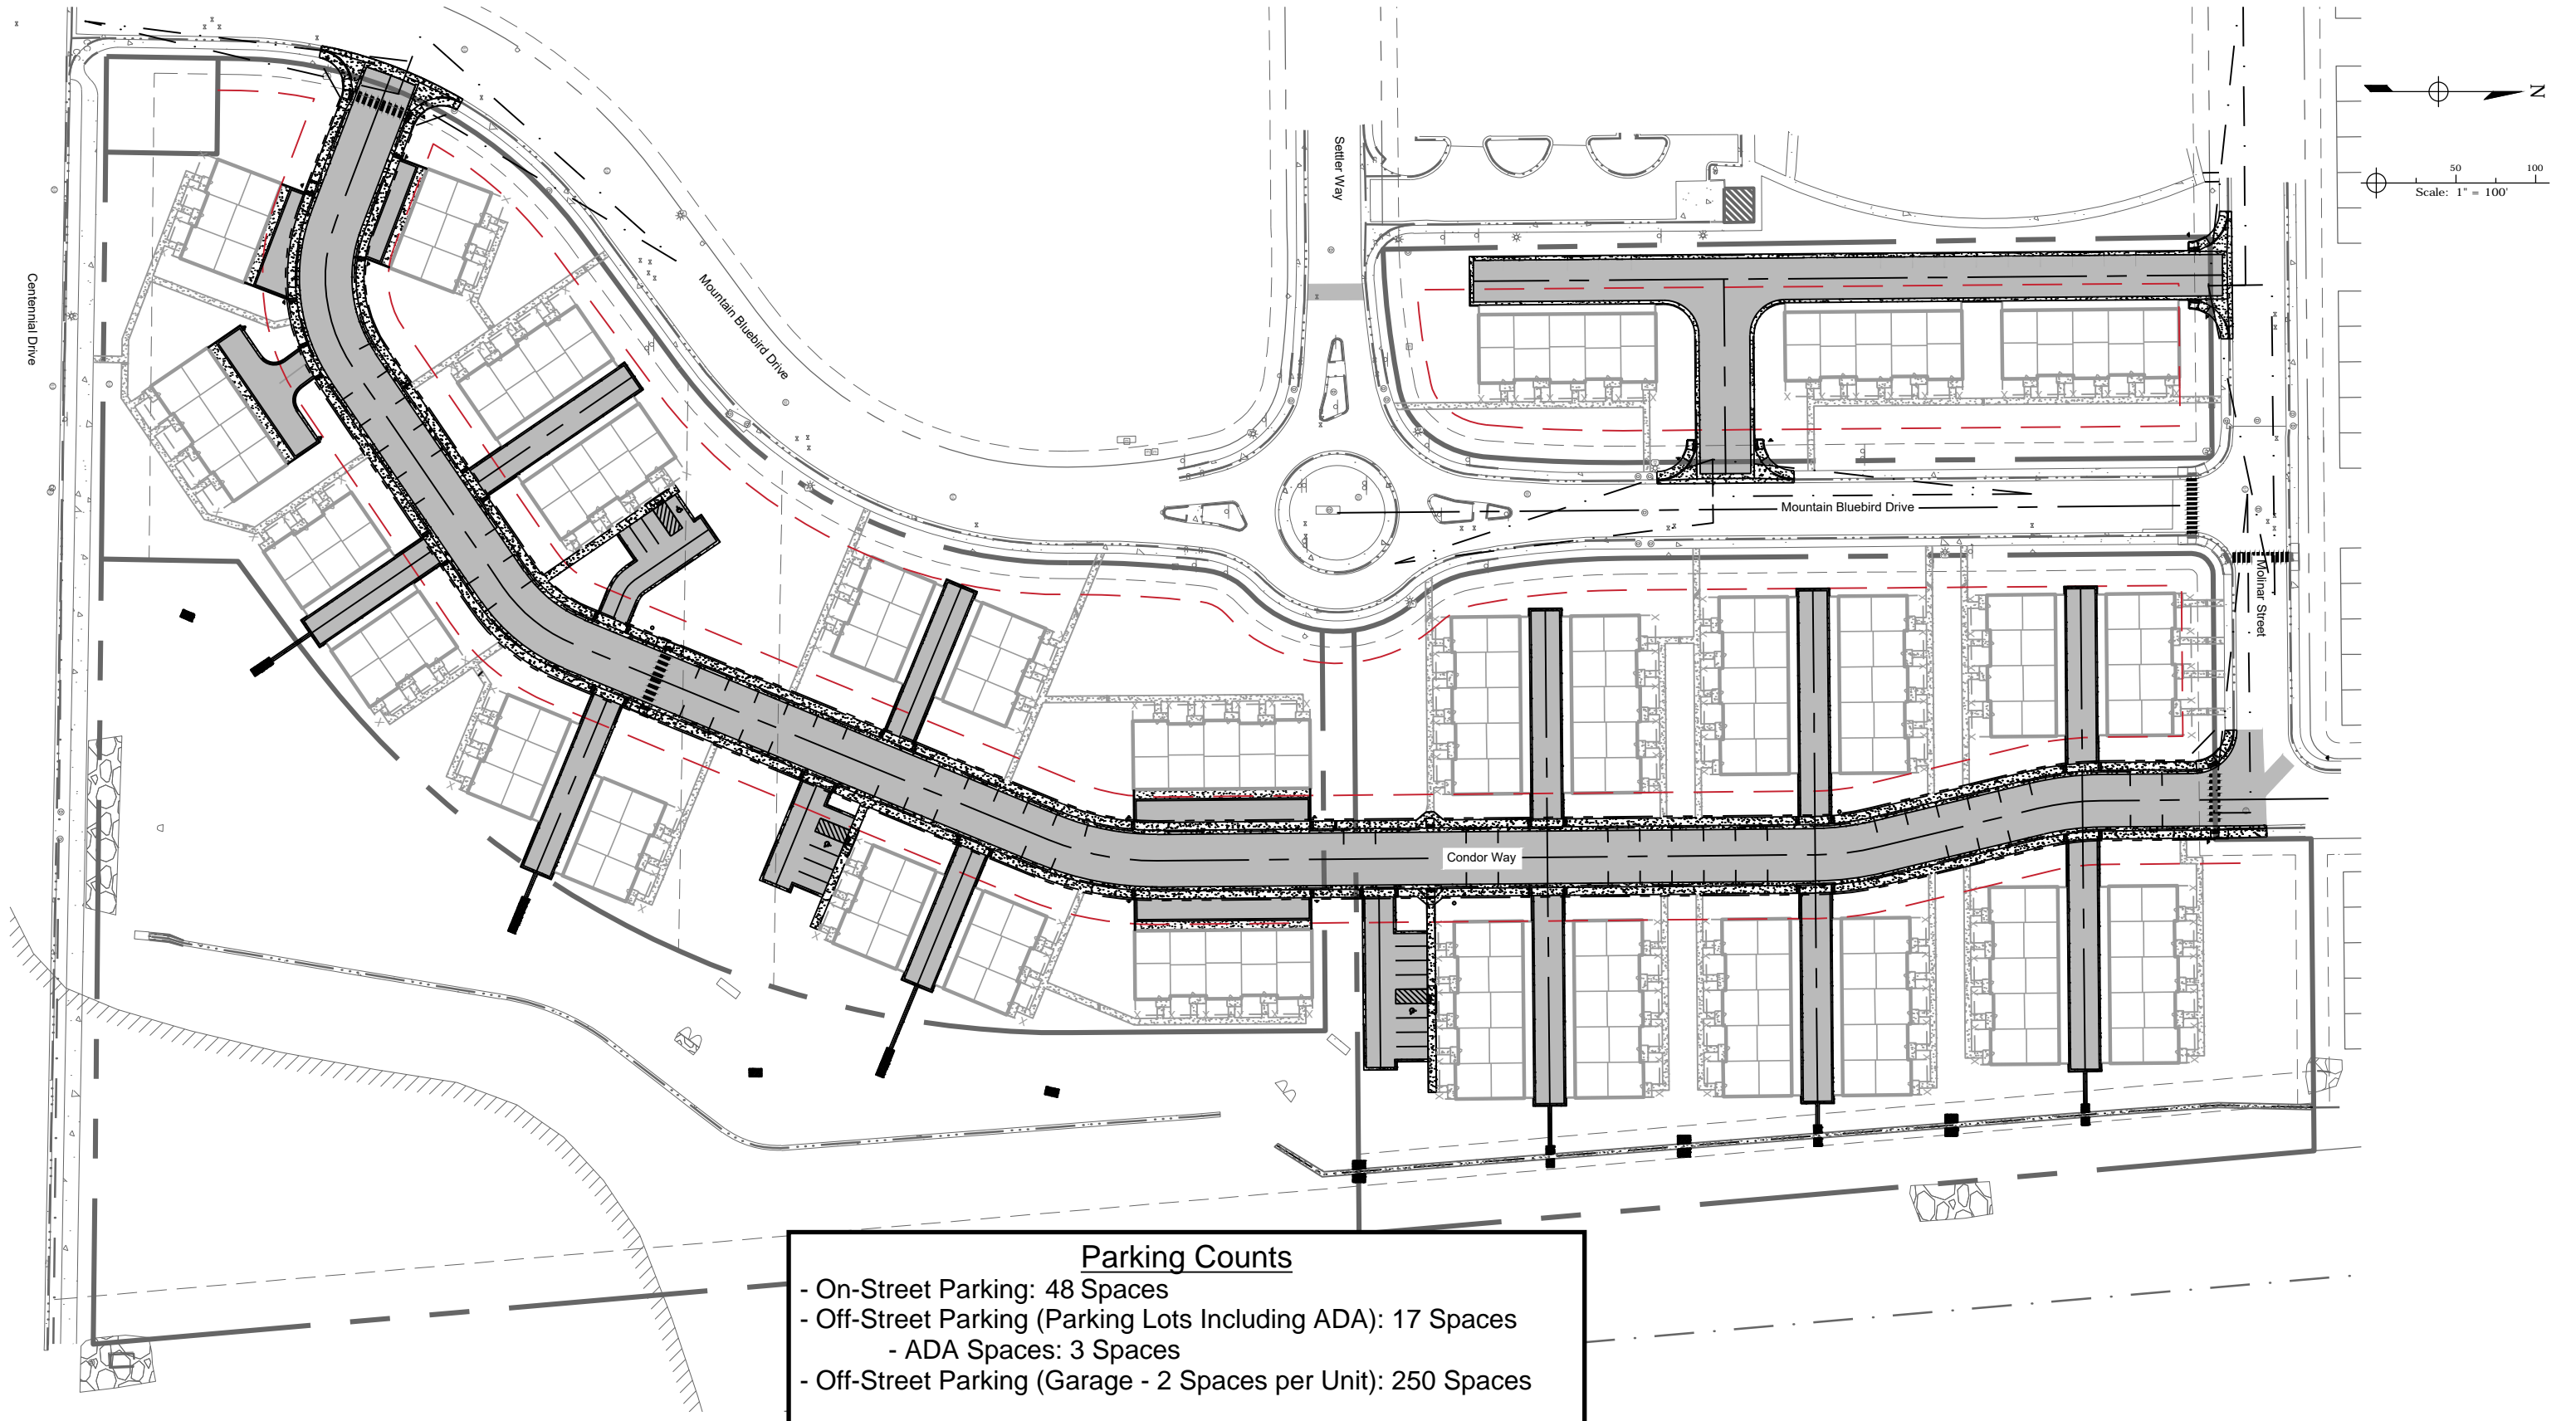 N
50 100
Scale: 1" = 100'
Settler Way
Centennial Drive
Mountain Bluebird Drive
Mountain Bluebird Drive
Molinar Street
Condor Way
Parking Counts
- On-Street Parking: 48 Spaces
- Off-Street Parking (Parking Lots Including ADA): 17 Spaces
- ADA Spaces: 3 Spaces
- Off-Street Parking (Garage - 2 Spaces per Unit): 250 Spaces